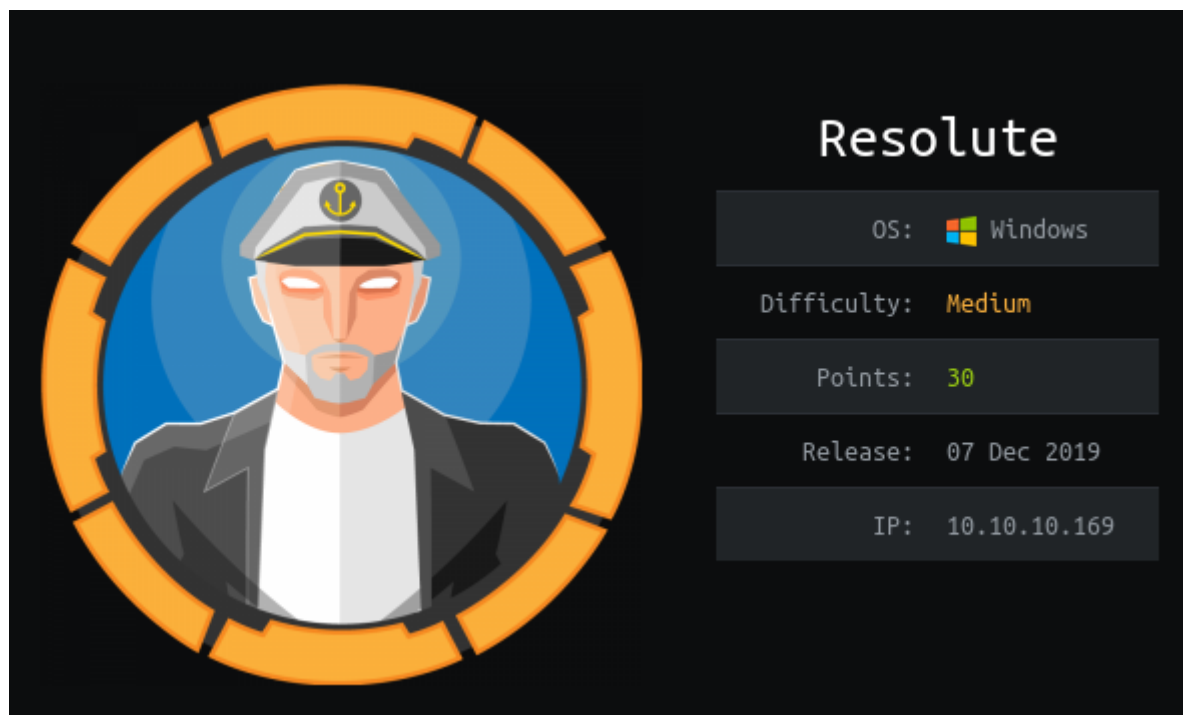 Resolute
OS: Windows
Difficulty: Medium
Points: 30
Release: 07 Dec 2019
IP: 10.10.10.169